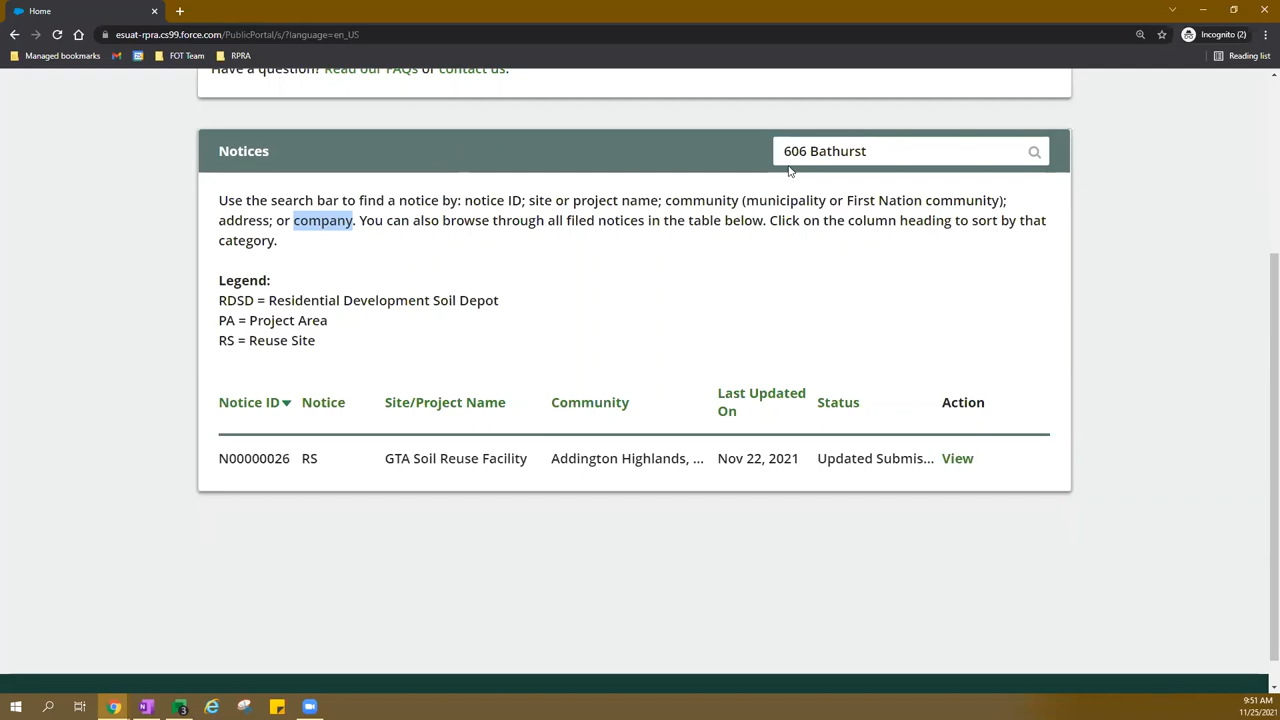 Home
esuat-rpra.cs99.force.com/PublicPortal/s/?language=en_US
Incognito (2)
Managed bookmarks
FOT Team
RPRA
Reading list
Have a question? Read our FAQs or contact us.
Notices
606 Bathurst
Use the search bar to find a notice by: notice ID; site or project name; community (municipality or First Nation community);
address; or company. You can also browse through all filed notices in the table below. Click on the column heading to sort by that
category.
Legend:
RDSD = Residential Development Soil Depot
PA = Project Area
RS = Reuse Site
Notice ID Notice Site/Project Name Community Last Updated On Status Action
N00000026 RS GTA Soil Reuse Facility Addington Highlands, ... Nov 22, 2021 Updated Submis... View
3
9:51 AM
11/25/2021